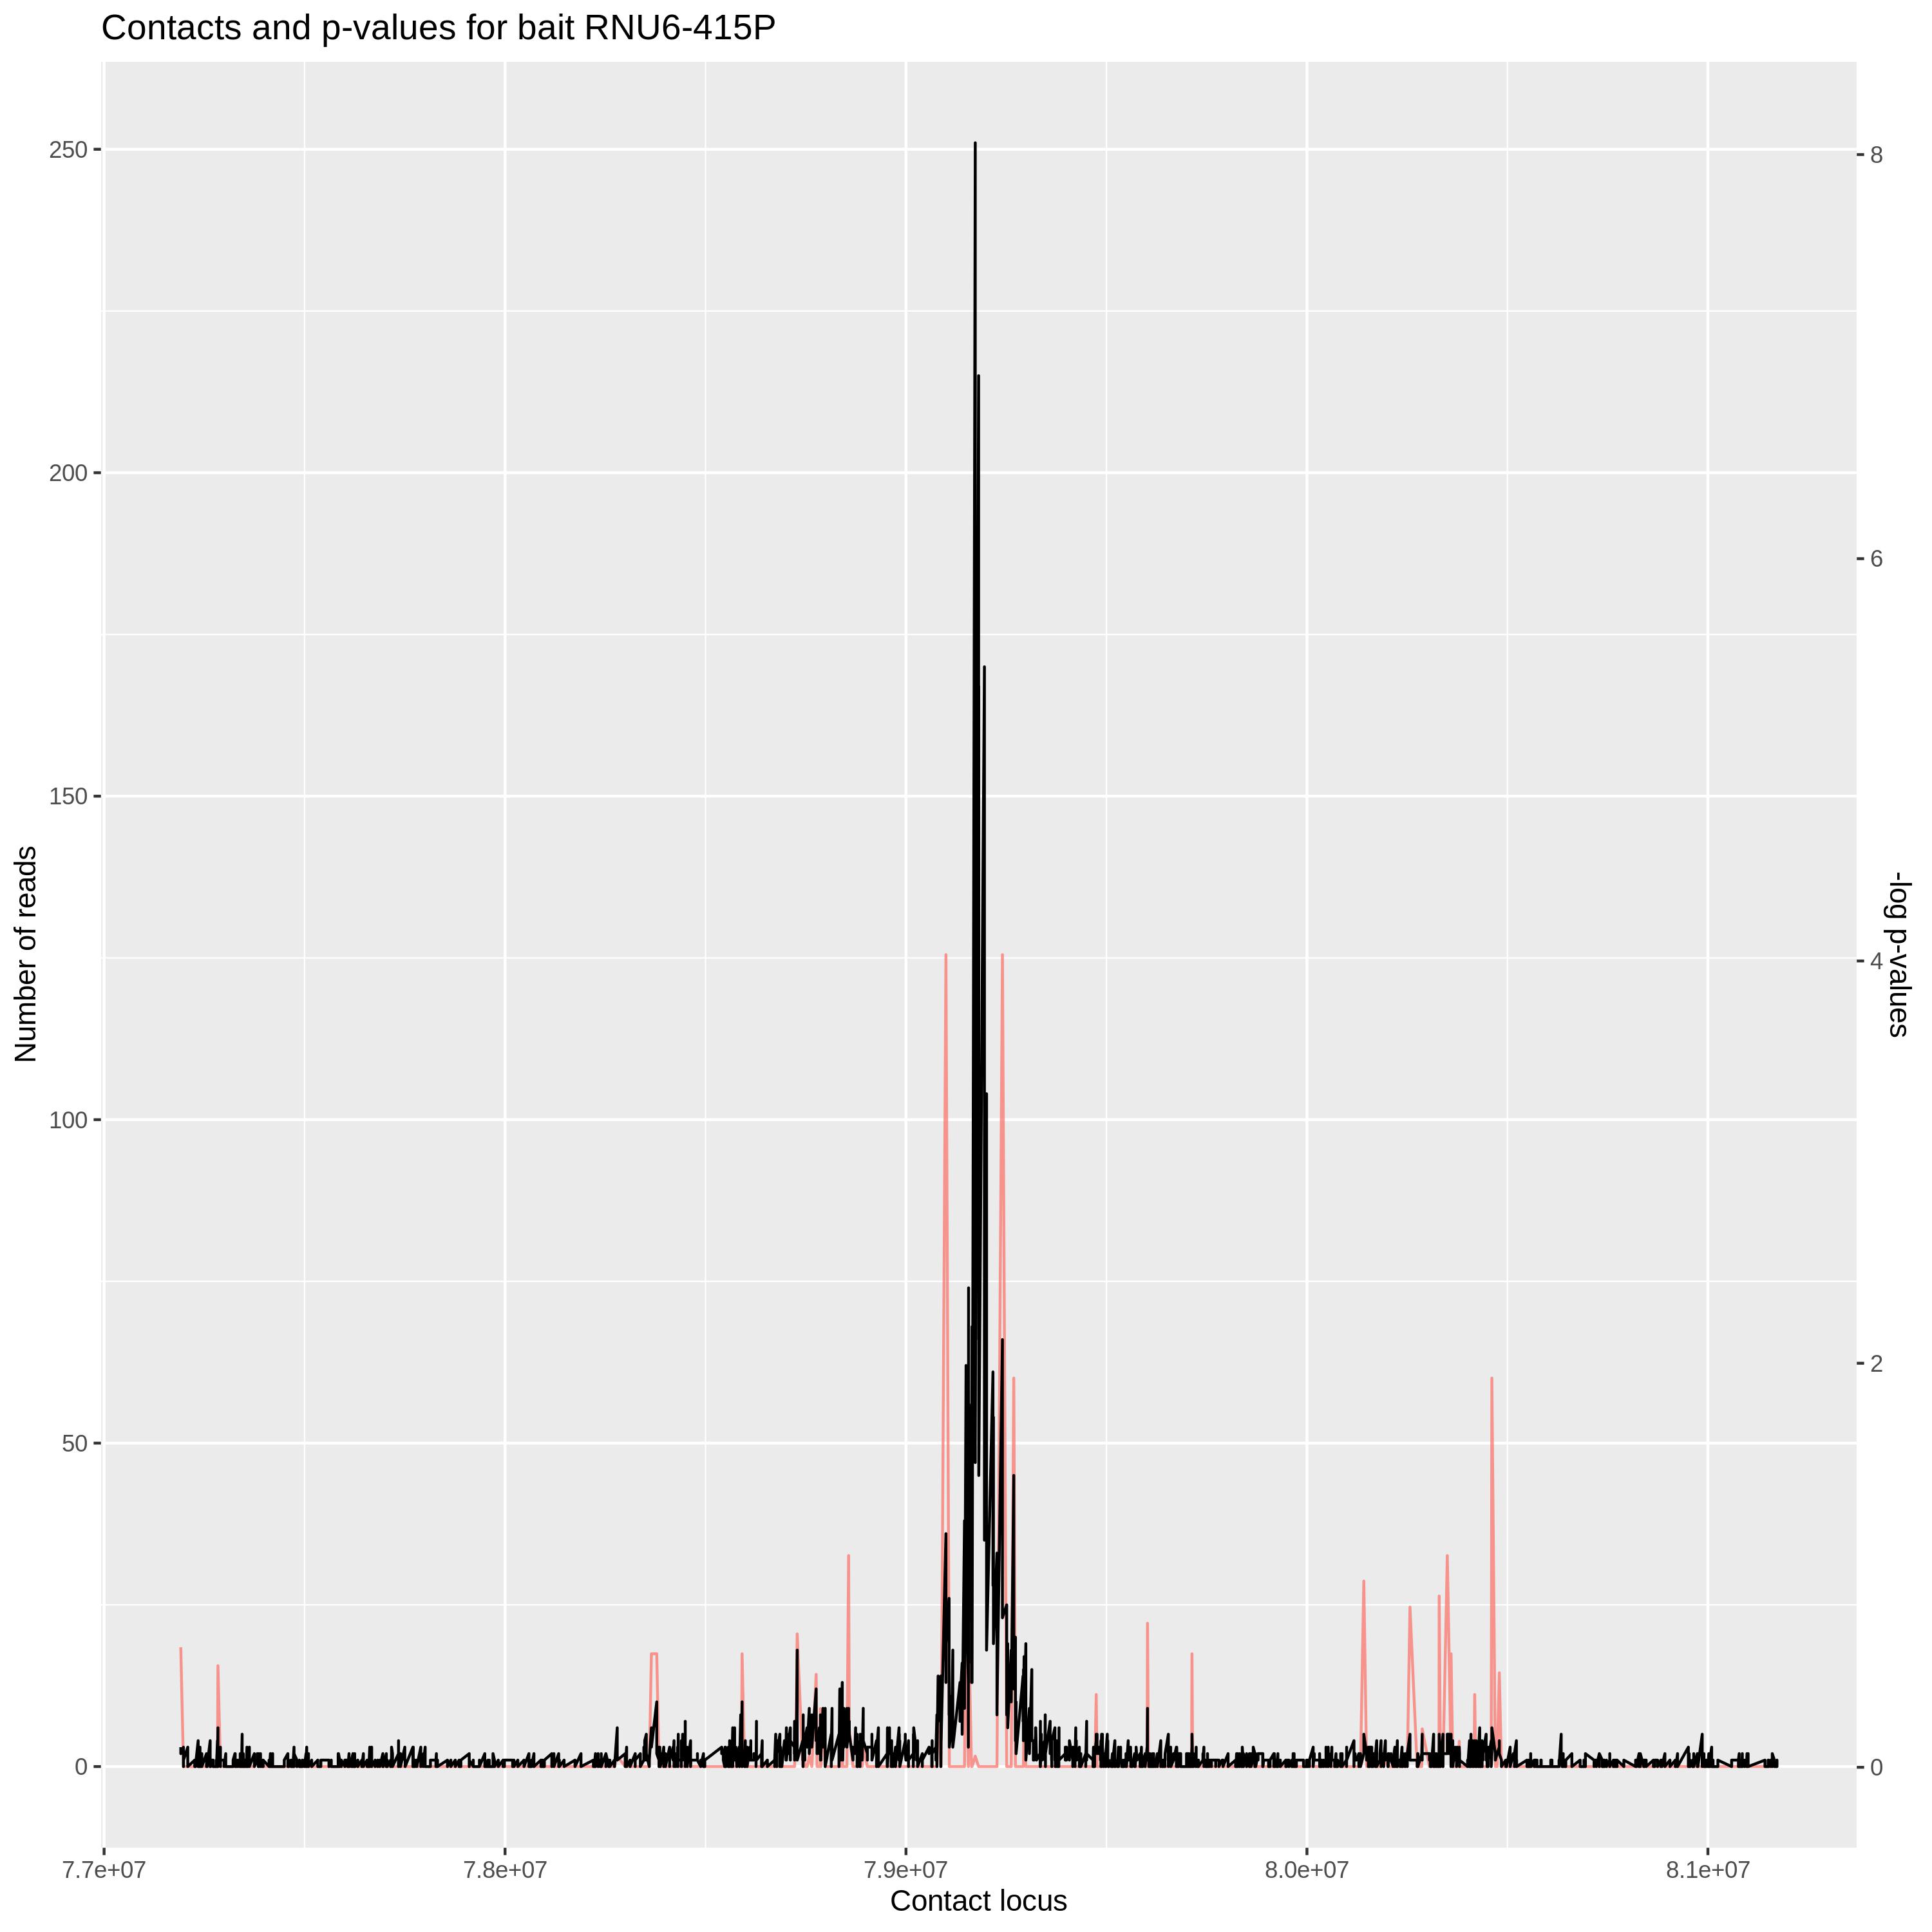 Contacts and p-values for bait RNU6-415P
250
200
150
100
50
0
Number of reads
8
6
4
2
0
-log p-values
7.7e+07 7.8e+07 7.9e+07 8.0e+07 8.1e+07
Contact locus